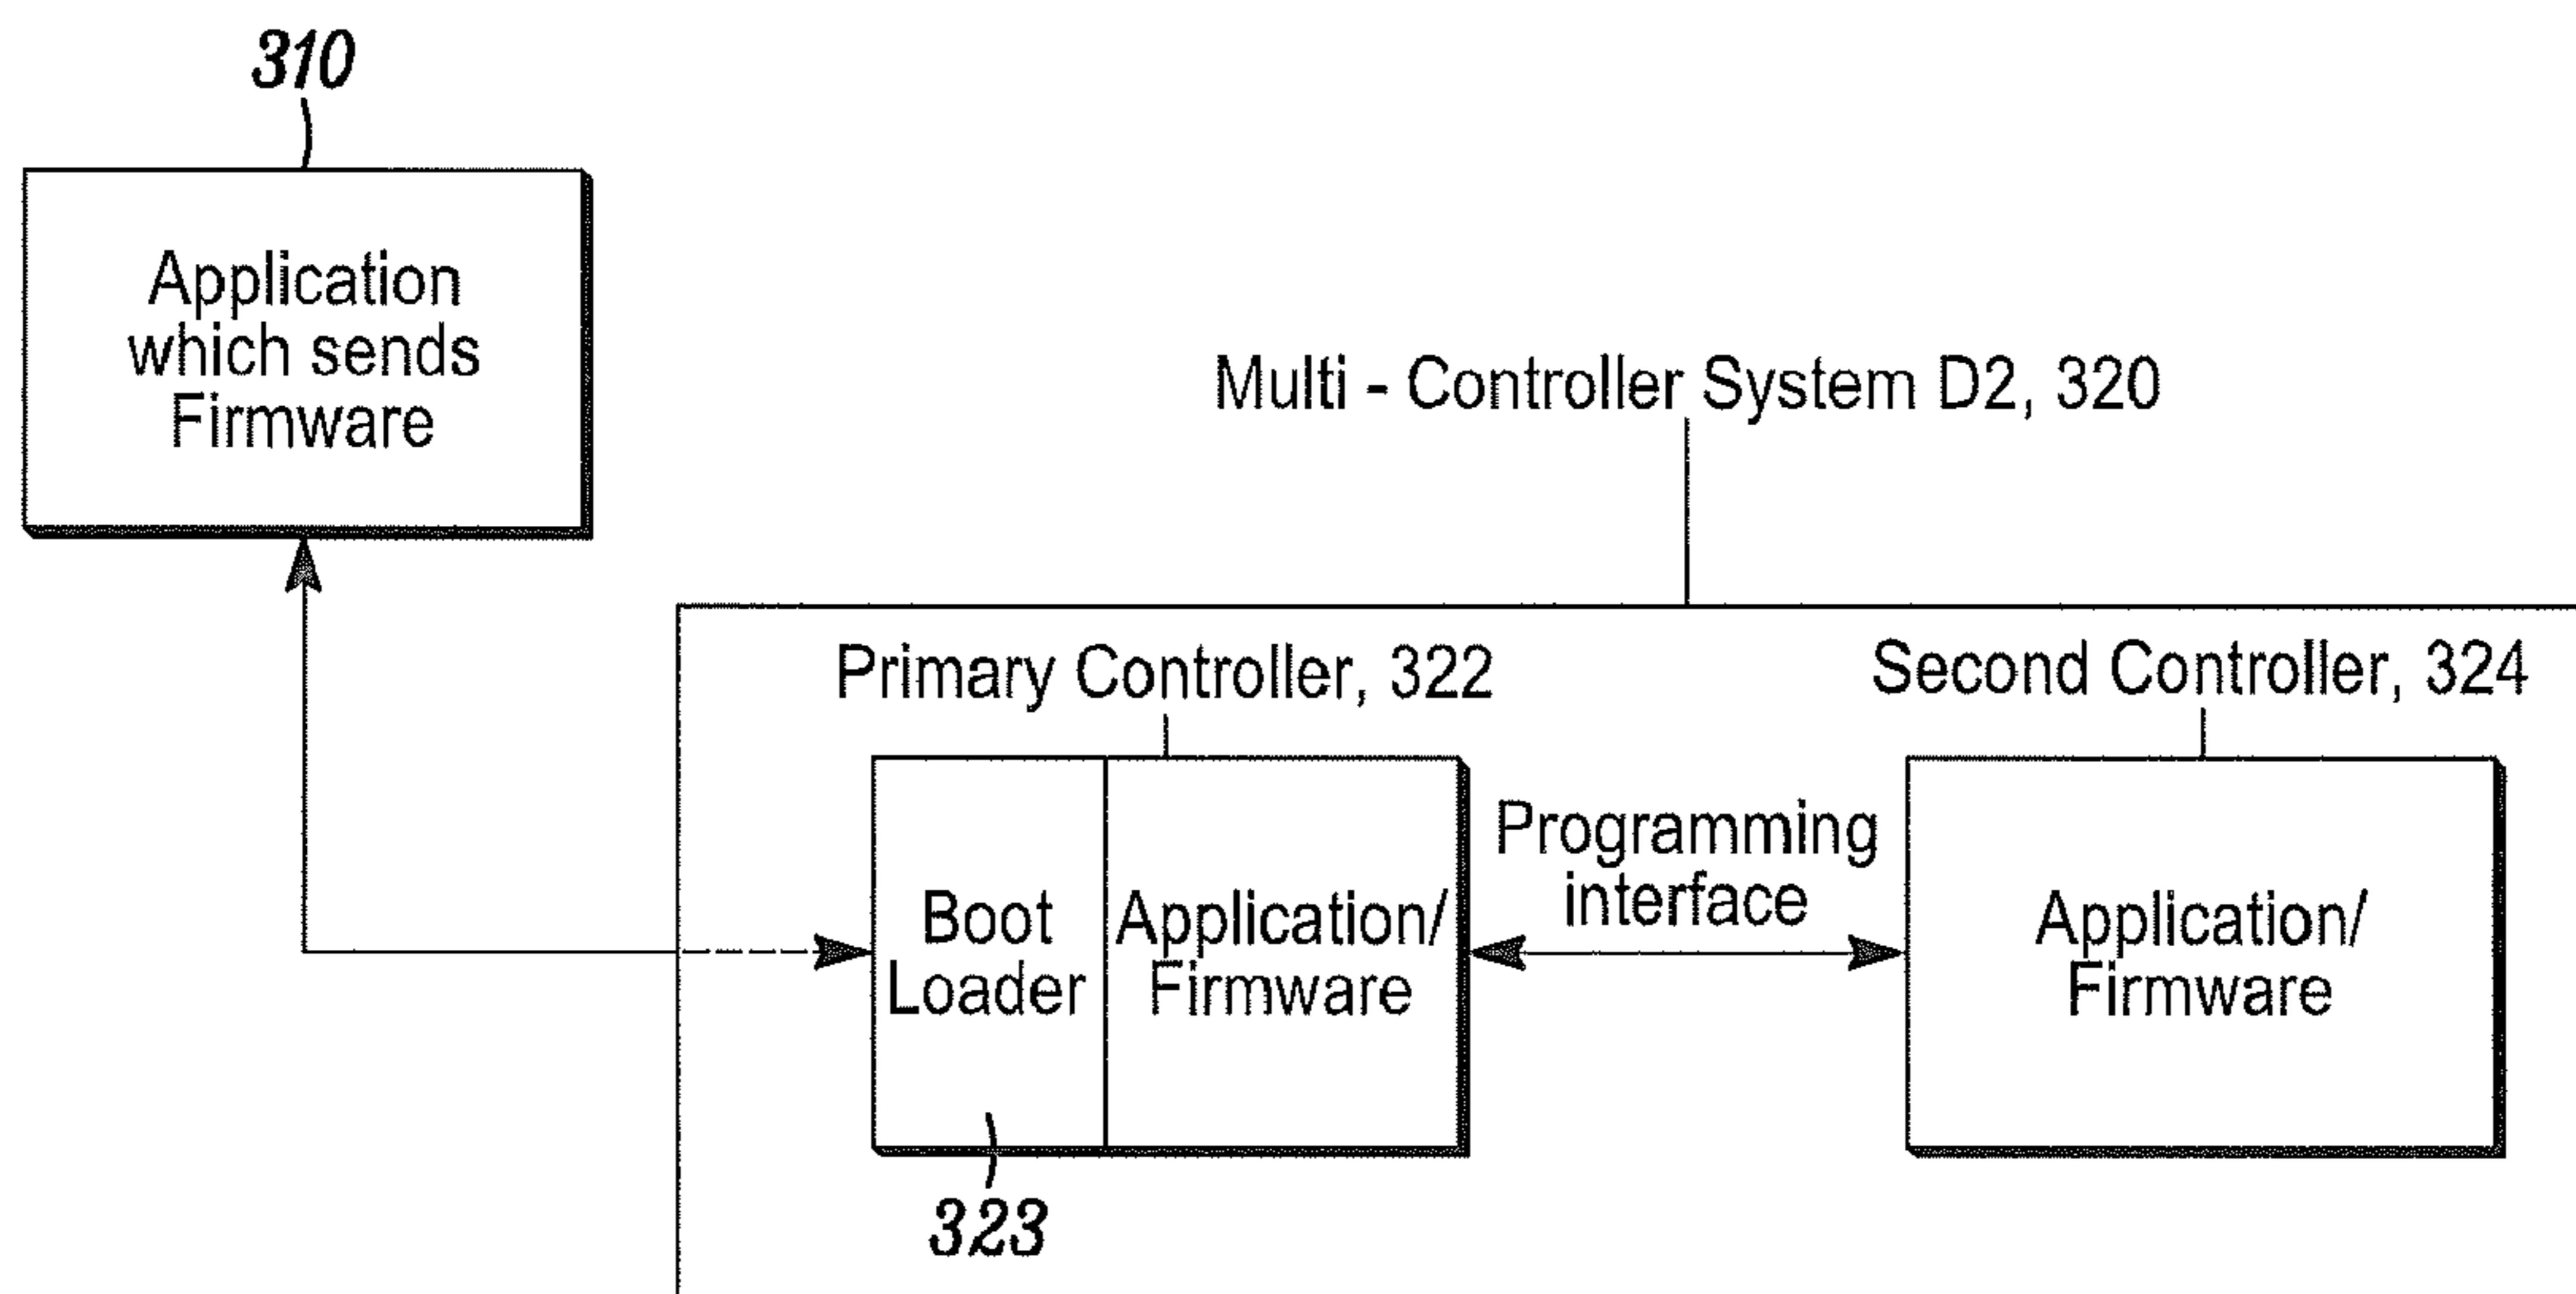 310
Application
which sends
Firmware
Multi - Controller System D2, 320
Primary Controller, 322
Second Controller, 324
Boot
Loader
Application/
Firmware
Programming
interface
Application/
Firmware
323